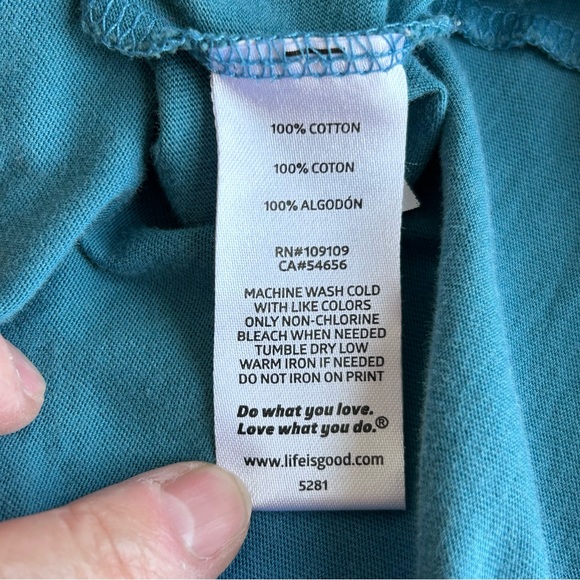 100% COTTON
100% COTON
100% ALGODÓN
RN#109109
CA#54656
MACHINE WASH COLD
WITH LIKE COLORS
ONLY NON-CHLORINE
BLEACH WHEN NEEDED
TUMBLE DRY LOW
WARM IRON IF NEEDED
DO NOT IRON ON PRINT
Do what you love.
Love what you do.®
www.lifeisgood.com
5281